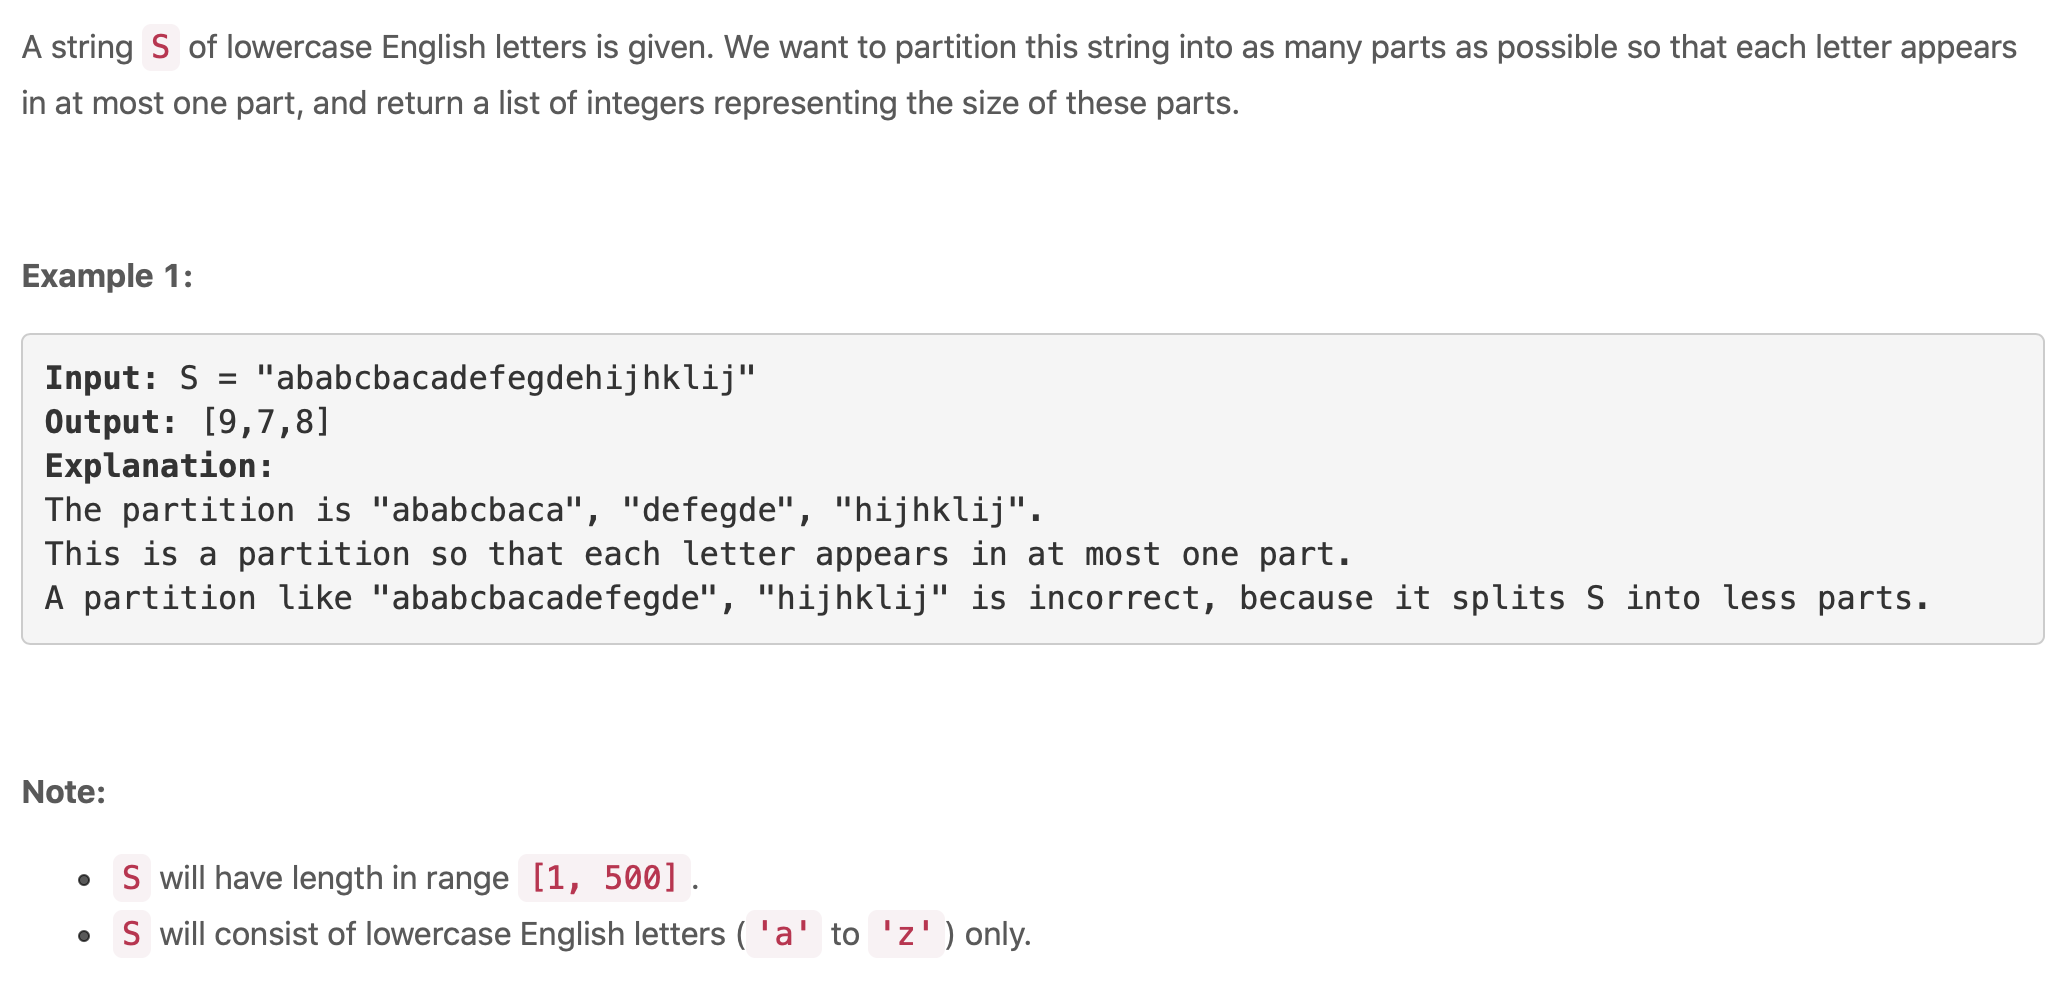 A string S of lowercase English letters is given. We want to partition this string into as many parts as possible so that each letter appears
in at most one part, and return a list of integers representing the size of these parts.
Example 1:
Input: S = "ababcbacadefegdehijhklij"
Output: [9,7,8]
Explanation:
The partition is "ababcbaca", "defegde", "hijhklij".
This is a partition so that each letter appears in at most one part.
A partition like "ababcbacadefegde", "hijhklij" is incorrect, because it splits S into less parts.
Note:
• S will have length in range [1, 500].
• S will consist of lowercase English letters ('a' to 'z') only.